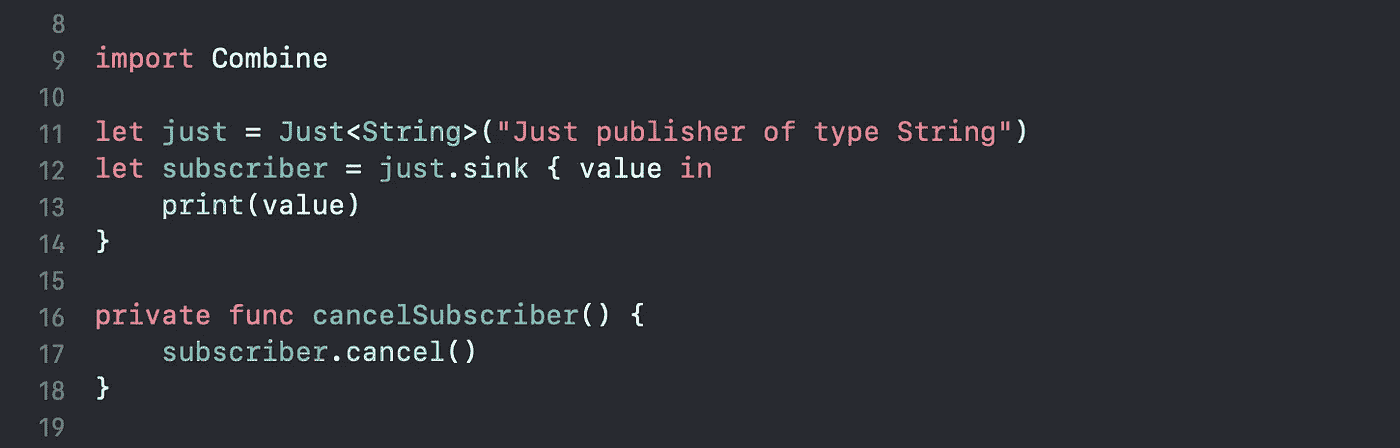 8
9 import Combine
10
11 let just = Just<String>("Just publisher of type String")
12 let subscriber = just.sink { value in
13     print(value)
14 }
15
16 private func cancelSubscriber() {
17     subscriber.cancel()
18 }
19